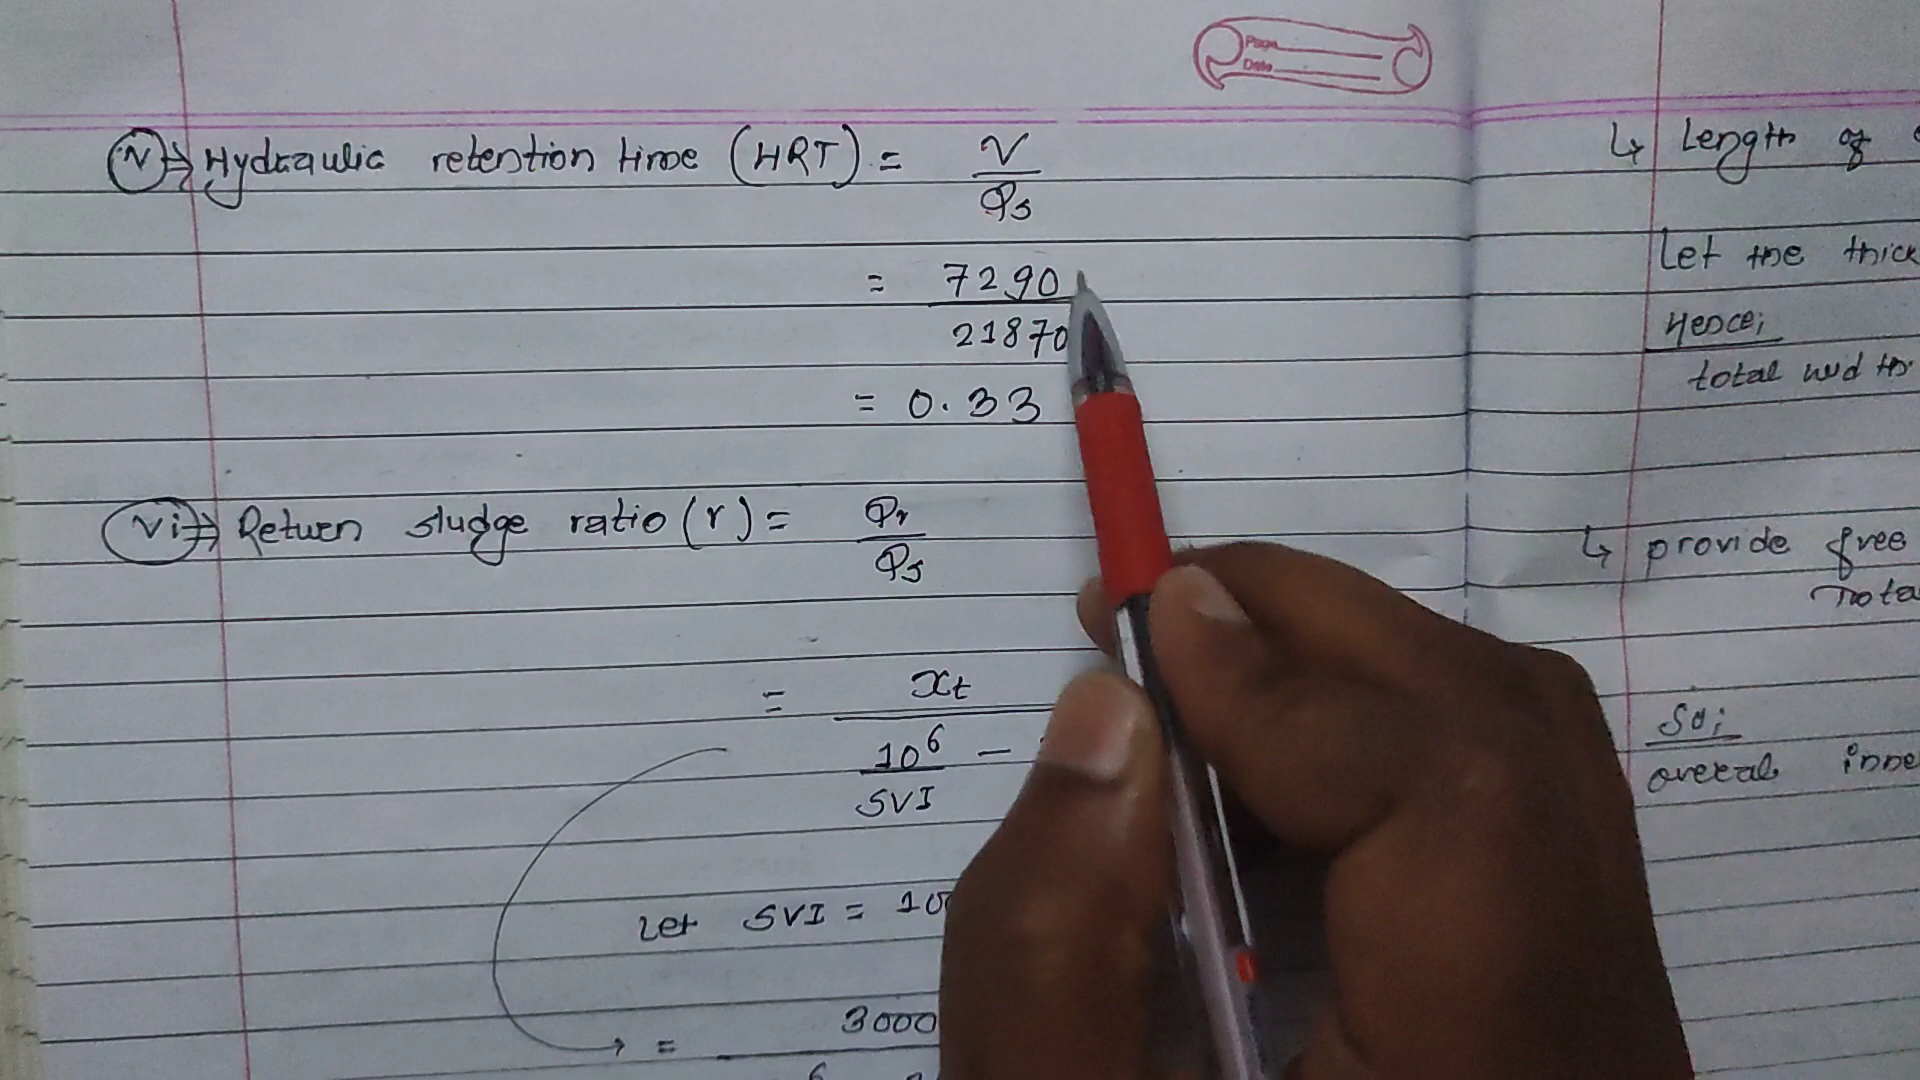 Page
Date
(V)→ Hydraulic retention time (HRT) = V / Qs
= 7290 / 21870
= 0.33
(Vi)→ Return sludge ratio (r) = Qr / Qs
= Xt
10^6 / SVI -
Let SVI = 10
→ = 3000
6
↳ Length of
Let the thick
Hence;
total width
↳ provide free
Tota
So;
overall inne